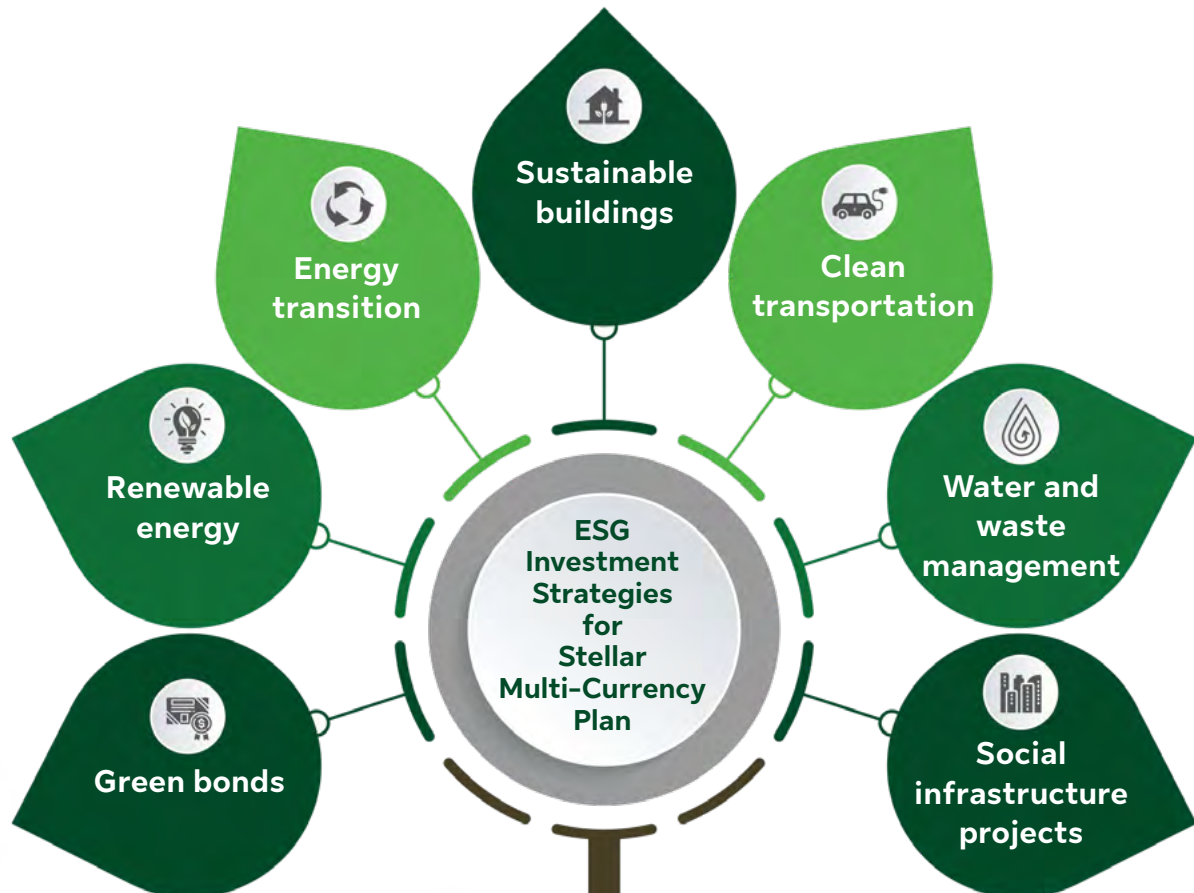 Sustainable
buildings
Energy
transition
Clean
transportation
Renewable
energy
Water and
waste
management
ESG
Investment
Strategies
for
Stellar
Multi-Currency
Plan
Green bonds
Social
infrastructure
projects